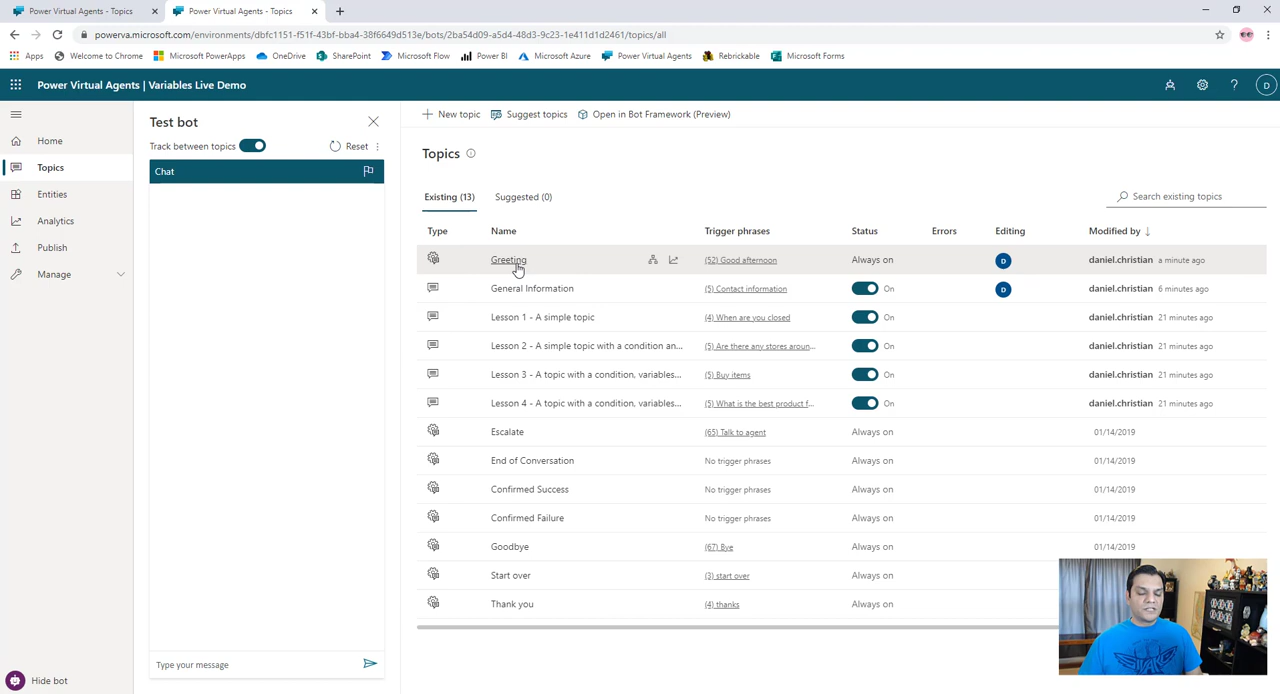 Power Virtual Agents - Topics
Power Virtual Agents - Topics
powerva.microsoft.com/environments/dbfc1151-f51f-43bf-bba4-38f6649d513e/bots/2ba54d09-a5d4-48d3-9c23-1e411d1d2461/topics/all
Apps Welcome to Chrome Microsoft PowerApps OneDrive SharePoint Microsoft Flow Power BI Microsoft Azure Power Virtual Agents Rebrickable Microsoft Forms
Power Virtual Agents | Variables Live Demo
D
Home
Topics
Entities
Analytics
Publish
Manage
Hide bot
Test bot
Track between topics Reset
Chat
Type your message
New topic Suggest topics Open in Bot Framework (Preview)
Topics
Existing (13) Suggested (0) Search existing topics
Type Name Trigger phrases Status Errors Editing Modified by ↓
Greeting (52) Good afternoon Always on D daniel.christian a minute ago
General Information (5) Contact information On D daniel.christian 6 minutes ago
Lesson 1 - A simple topic (4) When are you closed On daniel.christian 21 minutes ago
Lesson 2 - A simple topic with a condition an... (5) Are there any stores aroun... On daniel.christian 21 minutes ago
Lesson 3 - A topic with a condition, variables... (5) Buy items On daniel.christian 21 minutes ago
Lesson 4 - A topic with a condition, variables... (5) What is the best product f... On daniel.christian 21 minutes ago
Escalate (65) Talk to agent Always on 01/14/2019
End of Conversation No trigger phrases Always on 01/14/2019
Confirmed Success No trigger phrases Always on 01/14/2019
Confirmed Failure No trigger phrases Always on 01/14/2019
Goodbye (67) Bye Always on 01/14/2019
Start over (3) start over Always on
Thank you (4) thanks Always on